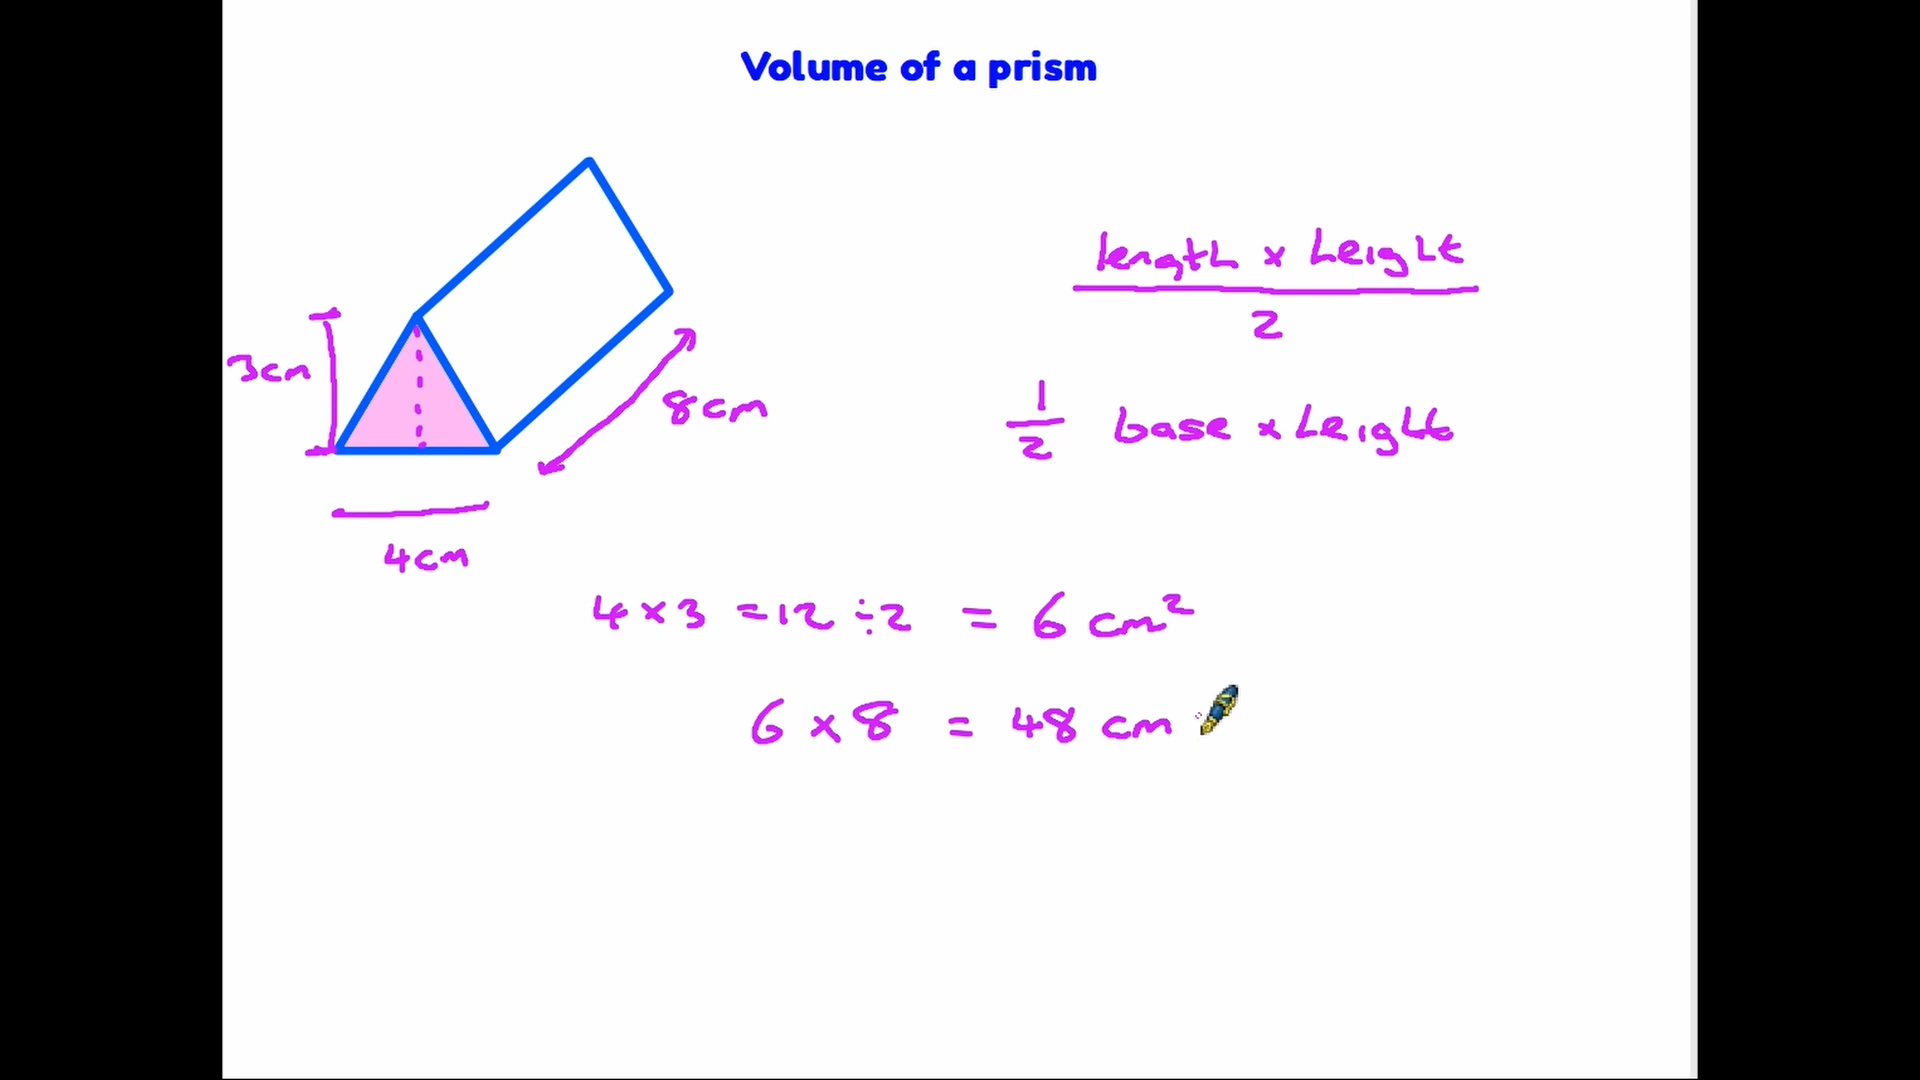 Volume of a prism
length x height
2
3cm
8cm
1
2
base x height
4cm
4 x 3 = 12 ÷ 2 = 6 cm²
6 x 8 = 48 cm